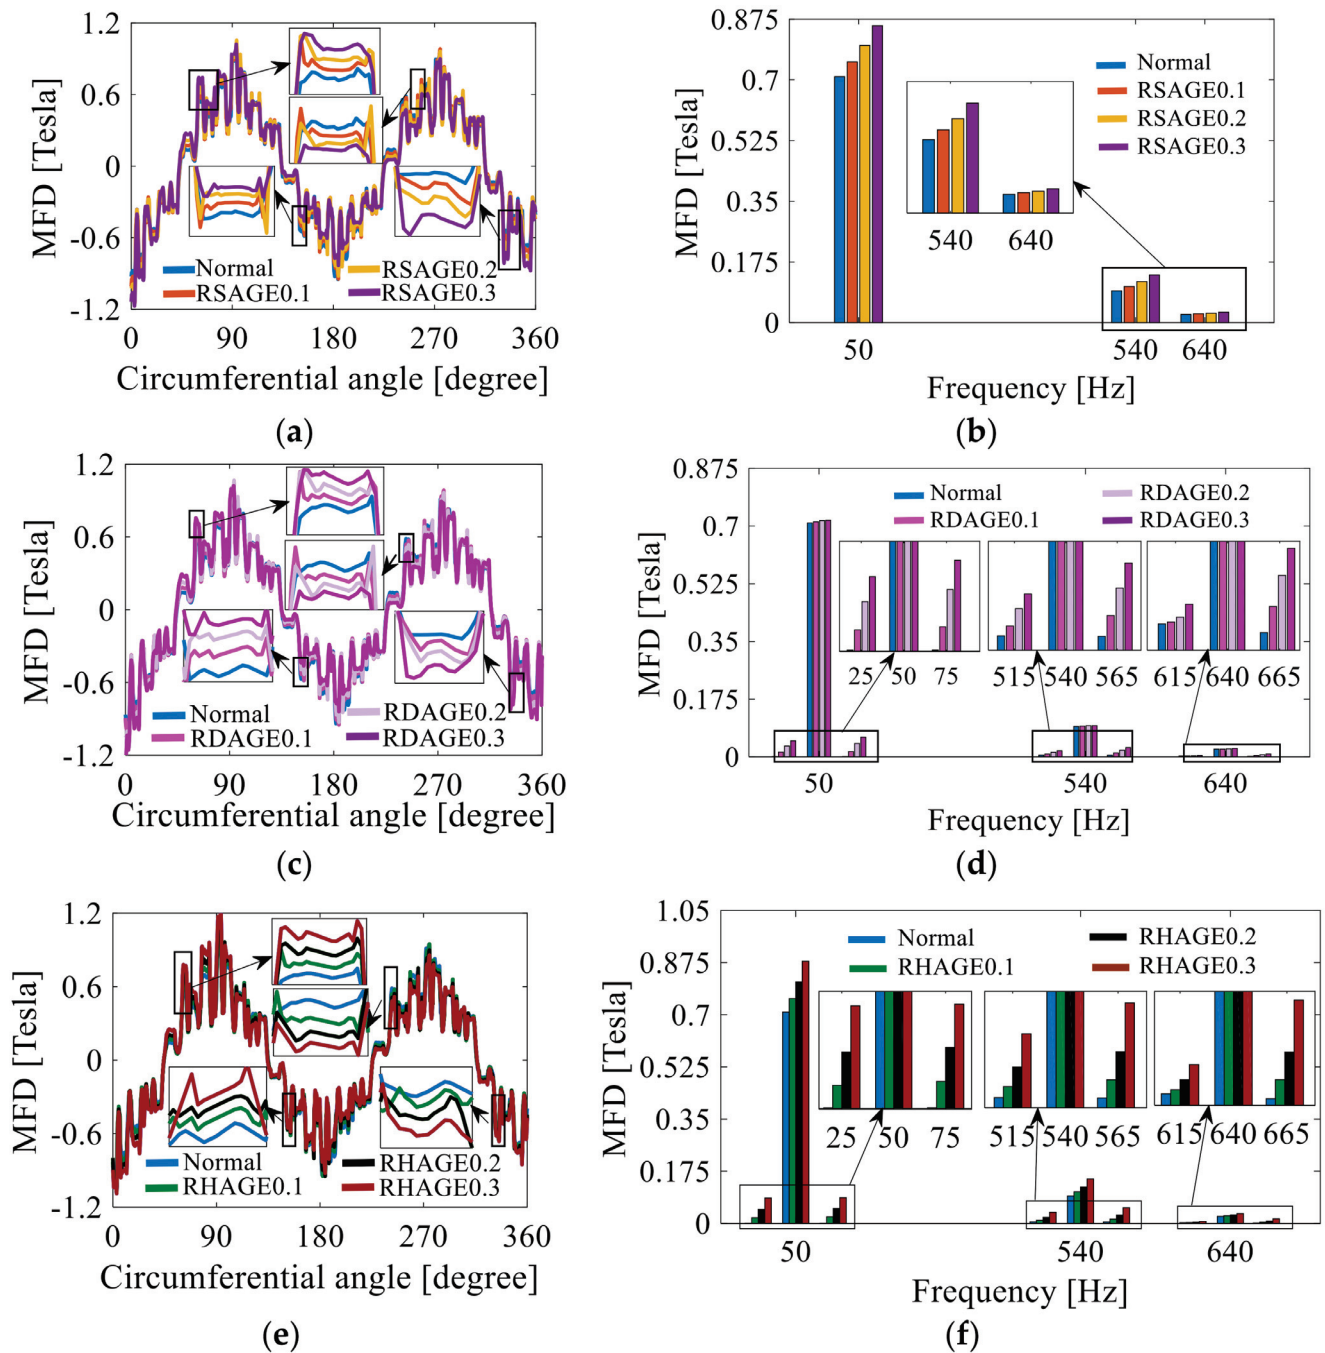 1.2
0.6
0
-0.6
-1.2
MFD [Tesla]
Normal
RSAGE0.1
RSAGE0.2
RSAGE0.3
0 90 180 270 360
Circumferential angle [degree]
(a)
0.875
0.7
0.525
0.35
0.175
0
MFD [Tesla]
Normal
RSAGE0.1
RSAGE0.2
RSAGE0.3
540 640
50 540 640
Frequency [Hz]
(b)
1.2
0.6
0
-0.6
-1.2
MFD [Tesla]
Normal
RDAGE0.1
RDAGE0.2
RDAGE0.3
0 90 180 270 360
Circumferential angle [degree]
(c)
0.875
0.7
0.525
0.35
0.175
0
MFD [Tesla]
Normal
RDAGE0.1
RDAGE0.2
RDAGE0.3
25 50 75
515 540 565
615 640 665
50 540 640
Frequency [Hz]
(d)
1.2
0.6
0
-0.6
-1.2
MFD [Tesla]
Normal
RHAGE0.1
RHAGE0.2
RHAGE0.3
0 90 180 270 360
Circumferential angle [degree]
(e)
1.05
0.875
0.7
0.525
0.35
0.175
0
MFD [Tesla]
Normal
RHAGE0.1
RHAGE0.2
RHAGE0.3
25 50 75
515 540 565
615 640 665
50 540 640
Frequency [Hz]
(f)